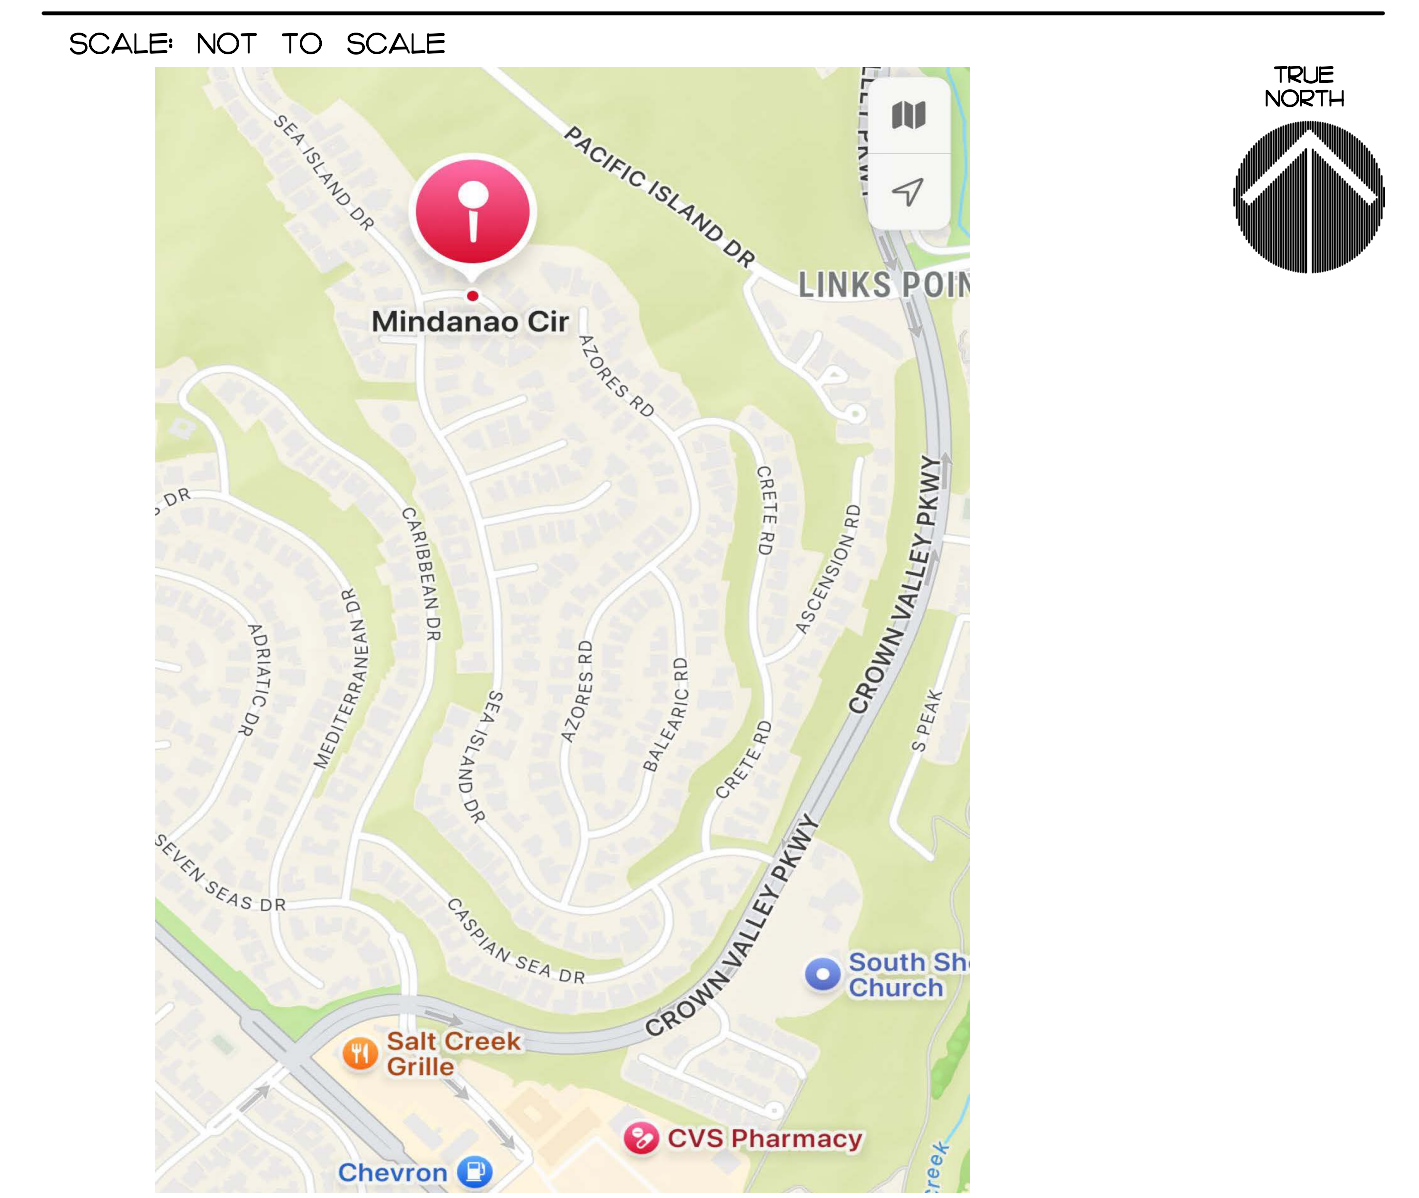 SCALE: NOT TO SCALE
TRUE
NORTH
SEA ISLAND DR
PACIFIC ISLAND DR
LINKS POIN
Mindanao Cir
AZORES RD
CRETE RD
DR
CARIBBEAN DR
ASCENSION RD
CROWN VALLEY PKWY
MEDITERRANEAN DR
ADRIATIC DR
AZORES RD
BALEARIC RD
SEA ISLAND DR
CRETE RD
S PEAK
SEVEN SEAS DR
CASPIAN SEA DR
CROWN VALLEY PKWY
South Sh
Church
Salt Creek
Grille
CVS Pharmacy
Chevron
reek